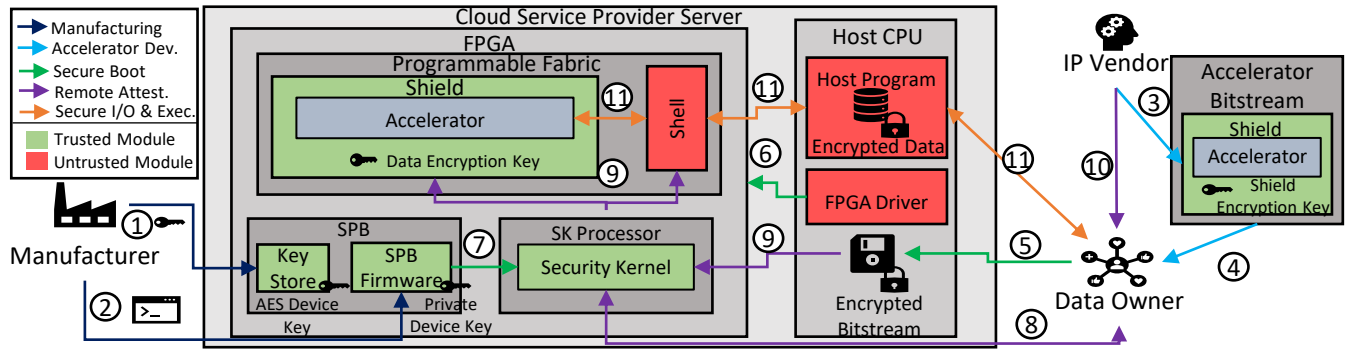 Manufacturing
Accelerator Dev.
Secure Boot
Remote Attest.
Secure I/O & Exec.
Trusted Module
Untrusted Module
Cloud Service Provider Server
FPGA
Programmable Fabric
Shield
Accelerator
Data Encryption Key
11
9
Shell
11
6
Host CPU
Host Program
Encrypted Data
FPGA Driver
Encrypted
Bitstream
9
5
11
IP Vendor
3
10
Accelerator
Bitstream
Shield
Accelerator
Shield
Encryption Key
4
Data Owner
8
1
Manufacturer
2
>_
SPB
Key
Store
AES Device
Key
SPB
Firmware
Private
Device Key
7
SK Processor
Security Kernel